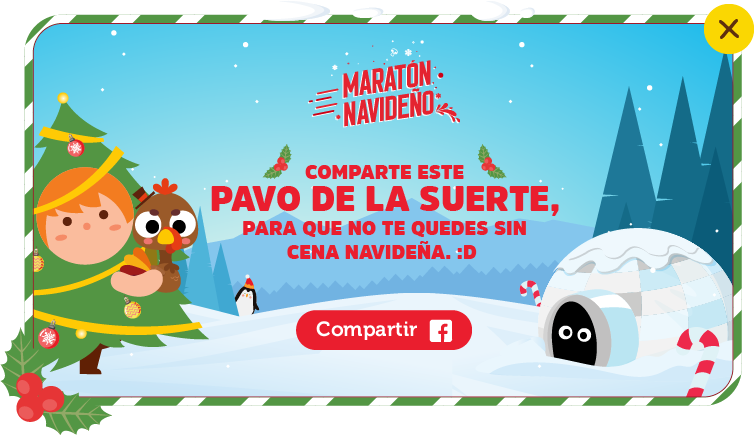 MARATÓN
NAVIDEÑO
COMPARTE ESTE
PAVO DE LA SUERTE,
PARA QUE NO TE QUEDES SIN
CENA NAVIDEÑA. :D
Compartir f